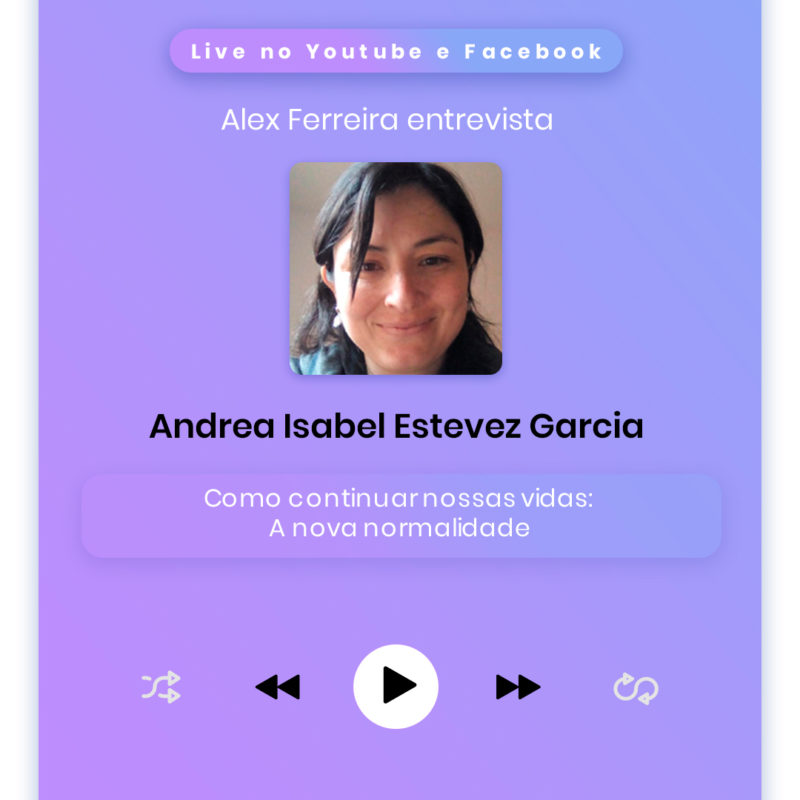 Live no Youtube e Facebook
Alex Ferreira entrevista
Andrea Isabel Estevez Garcia
Como continuar nossas vidas:
A nova normalidade